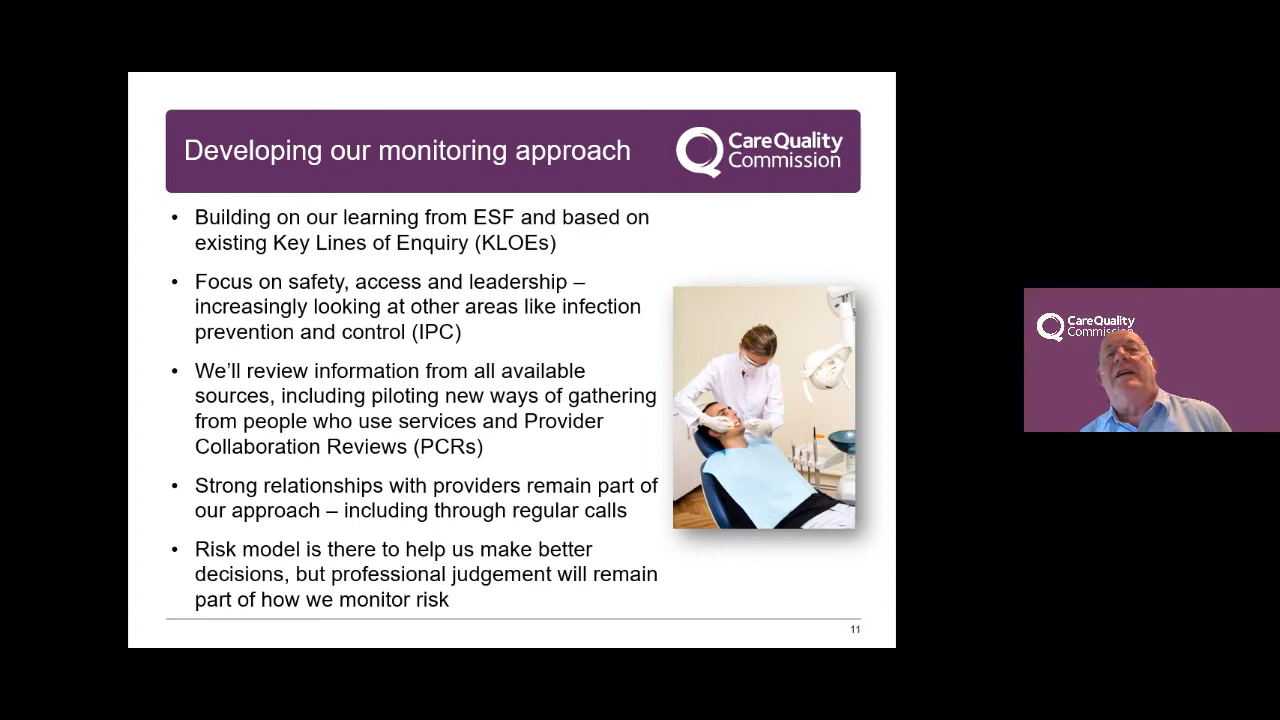 Developing our monitoring approach
CareQuality
Commission
• Building on our learning from ESF and based on
existing Key Lines of Enquiry (KLOEs)
• Focus on safety, access and leadership –
increasingly looking at other areas like infection
prevention and control (IPC)
• We’ll review information from all available
sources, including piloting new ways of gathering
from people who use services and Provider
Collaboration Reviews (PCRs)
• Strong relationships with providers remain part of
our approach – including through regular calls
• Risk model is there to help us make better
decisions, but professional judgement will remain
part of how we monitor risk
11
CareQuality
Commission